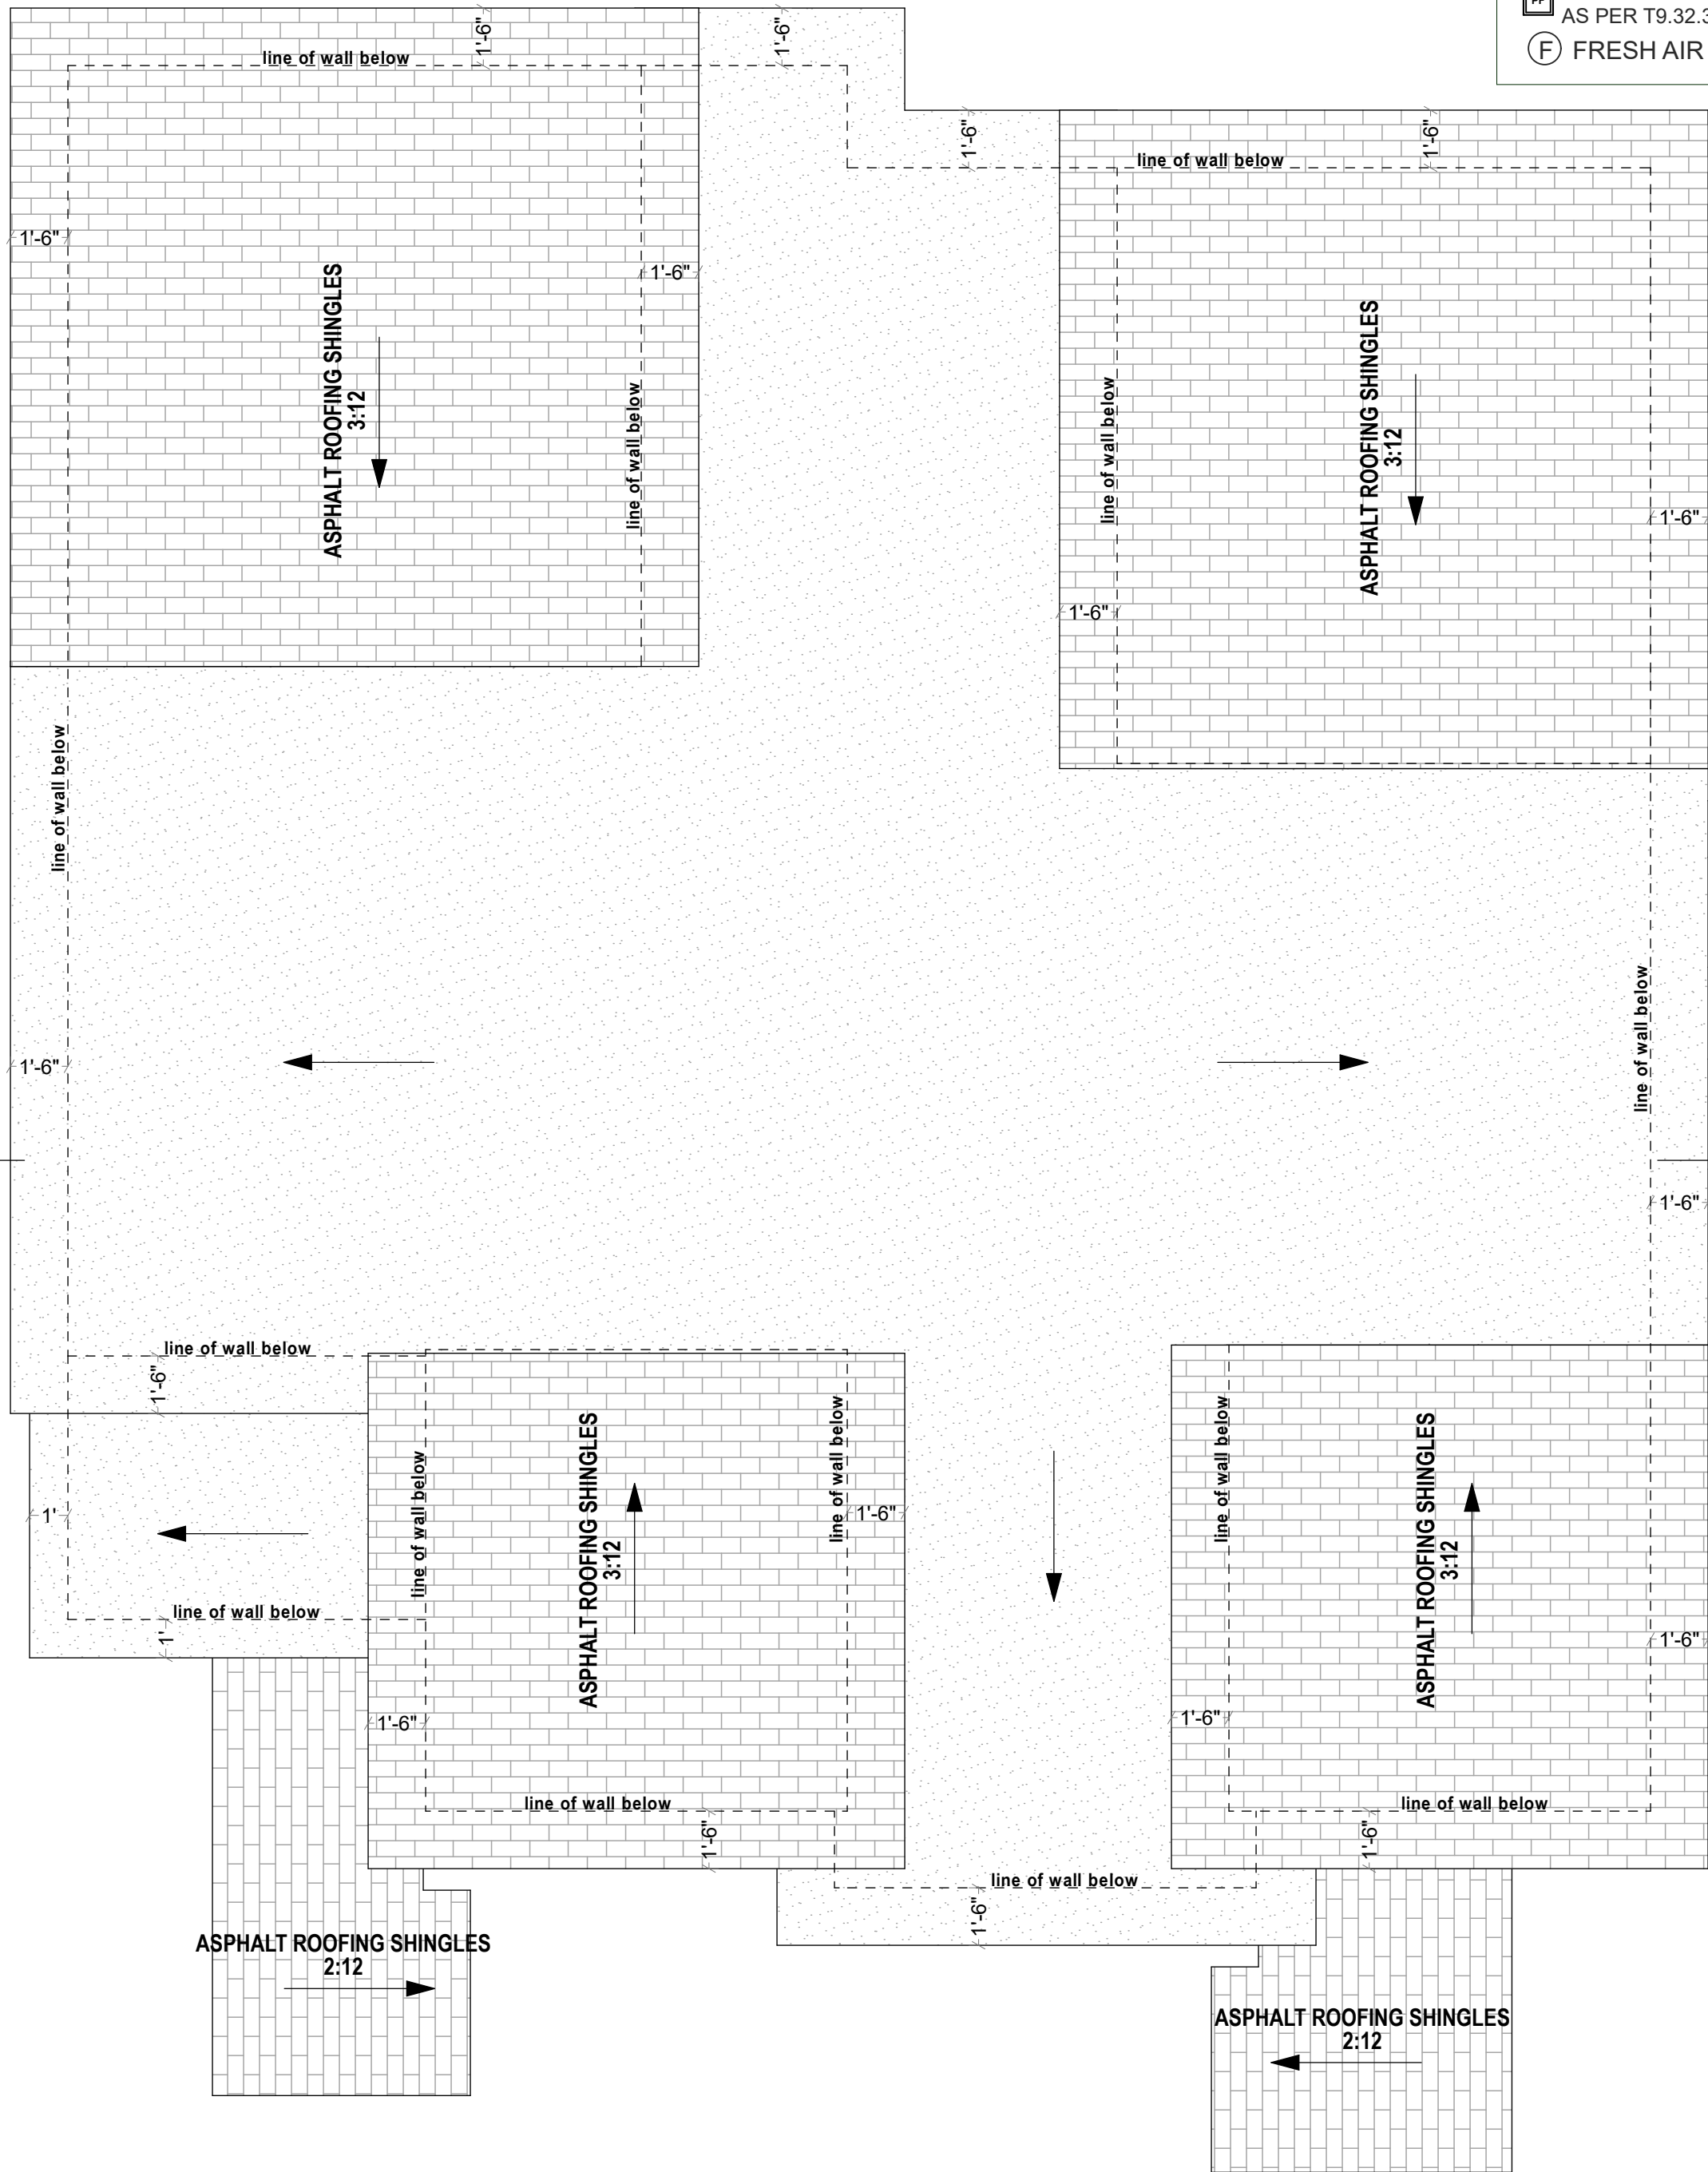 PF
AS PER T9.32.3
F FRESH AIR
1'-6"
1'-6"
line of wall below
1'-6"
1'-6"
line of wall below
1'-6"
1'-6"
ASPHALT ROOFING SHINGLES
3:12
line of wall below
ASPHALT ROOFING SHINGLES
3:12
line of wall below
1'-6"
1'-6"
line of wall below
1'-6"
line of wall below
1'-6"
line of wall below
1'-6"
1'
line of wall below
ASPHALT ROOFING SHINGLES
3:12
line of wall below
1'-6"
line of wall below
ASPHALT ROOFING SHINGLES
3:12
line of wall below
1'
1'-6"
1'-6"
1'-6"
line of wall below
1'-6"
line of wall below
1'-6"
line of wall below
1'-6"
ASPHALT ROOFING SHINGLES
2:12
ASPHALT ROOFING SHINGLES
2:12